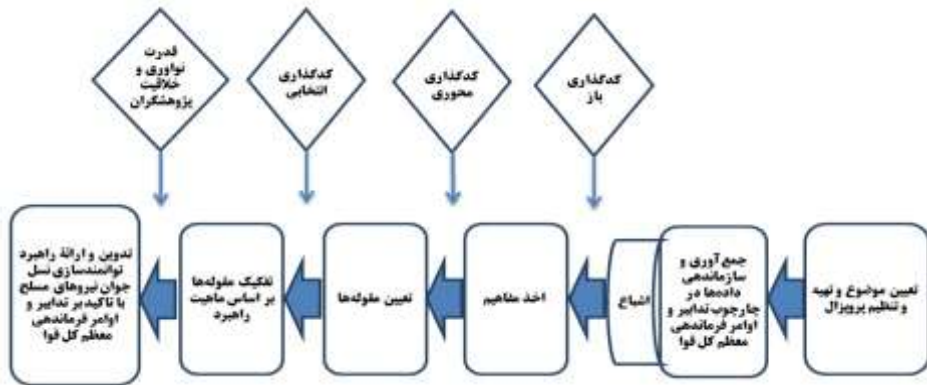 کدگذاری
باز
کدگذاری
محوری
کدگذاری
انتخابی
قدرت
نوآوری و
خلاقیت
پژوهشگران
تعیین موضوع و تهیه
و تنظیم پروپزال
جمع‌آوری و
سازماندهی
داده‌ها در
چارچوب تدابیر و
اوامر فرماندهی
معظم کل قوا
اشباع
اخذ مفاهیم
تعیین مقوله‌ها
تفکیک مقوله‌ها
بر اساس ماهیت
راهبرد
تدوین و ارائهٔ راهبرد
توانمندسازی نسل
جوان نیروهای مسلح
با تاکیدبر تدابیر و
اوامر فرماندهی
معظم کل قوا